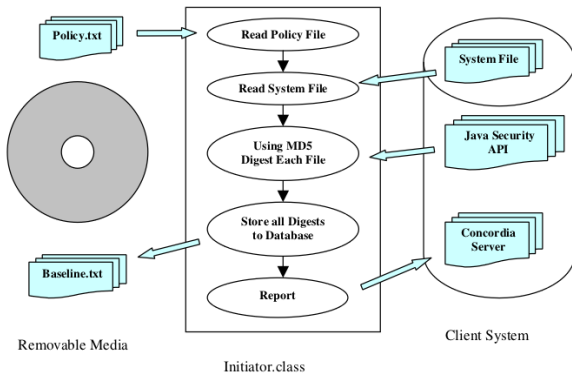 Policy.txt
Read Policy File
System File
Read System File
Using MD5
Digest Each File
Java Security
API
Store all Digests
to Database
Concordia
Server
Baseline.txt
Report
Removable Media
Client System
Initiator.class